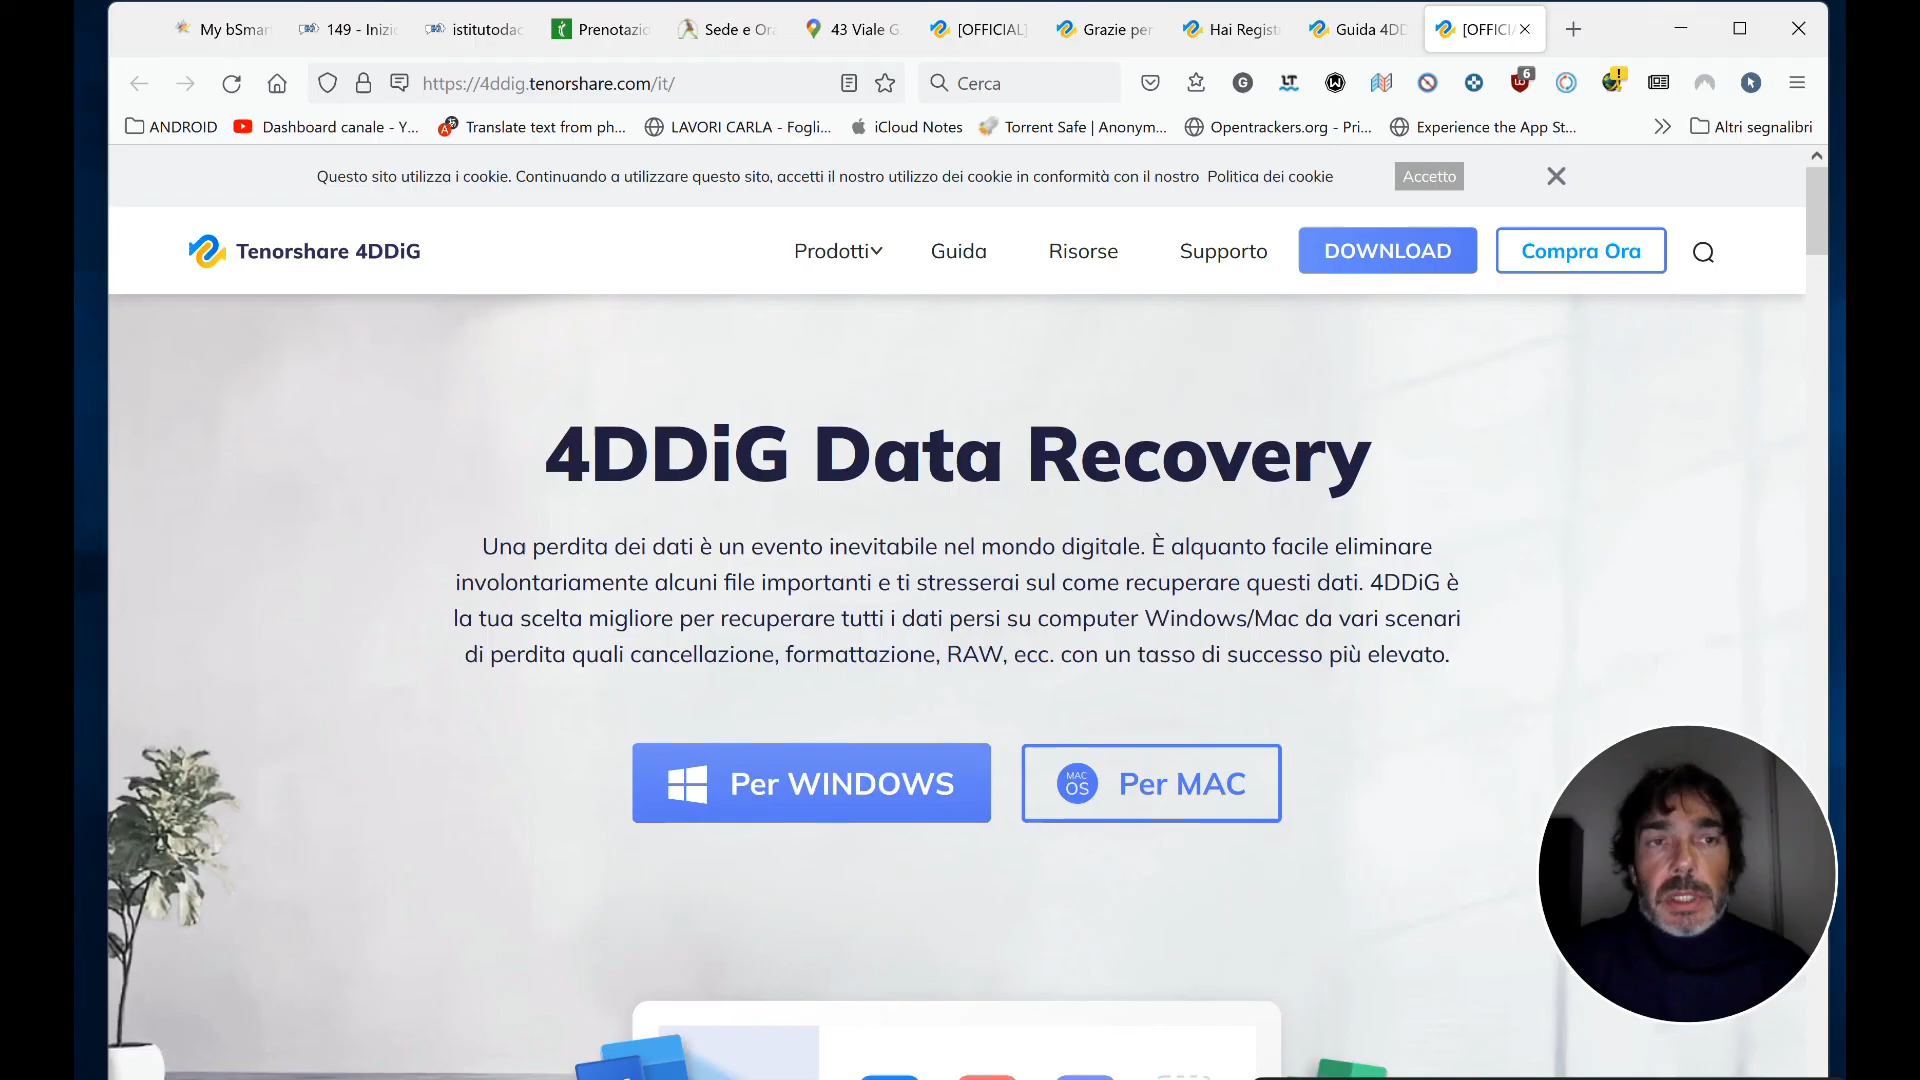 My bSmar
149 - Inizi
istitutodac
Prenotazio
Sede e Ora
43 Viale G
[OFFICIAL]
Grazie per
Hai Registr
Guida 4DD
[OFFICIA
https://4ddig.tenorshare.com/it/
Cerca
6
ANDROID
Dashboard canale - Y...
Translate text from ph...
LAVORI CARLA - Fogli...
iCloud Notes
Torrent Safe | Anonym...
Opentrackers.org - Pri...
Experience the App St...
Altri segnalibri
Questo sito utilizza i cookie. Continuando a utilizzare questo sito, accetti il nostro utilizzo dei cookie in conformità con il nostro Politica dei cookie
Accetto
Tenorshare 4DDiG
Prodotti
Guida
Risorse
Supporto
DOWNLOAD
Compra Ora
4DDiG Data Recovery
Una perdita dei dati è un evento inevitabile nel mondo digitale. È alquanto facile eliminare
involontariamente alcuni file importanti e ti stresserai sul come recuperare questi dati. 4DDiG è
la tua scelta migliore per recuperare tutti i dati persi su computer Windows/Mac da vari scenari
di perdita quali cancellazione, formattazione, RAW, ecc. con un tasso di successo più elevato.
Per WINDOWS
MAC
OS
Per MAC